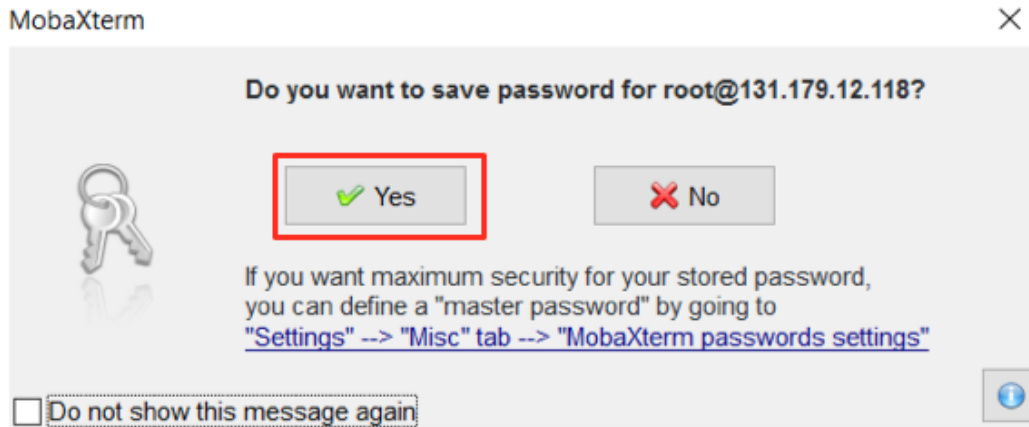 MobaXterm
Do you want to save password for root@131.179.12.118?
Yes
No
If you want maximum security for your stored password,
you can define a "master password" by going to
"Settings" --> "Misc" tab --> "MobaXterm passwords settings"
Do not show this message again